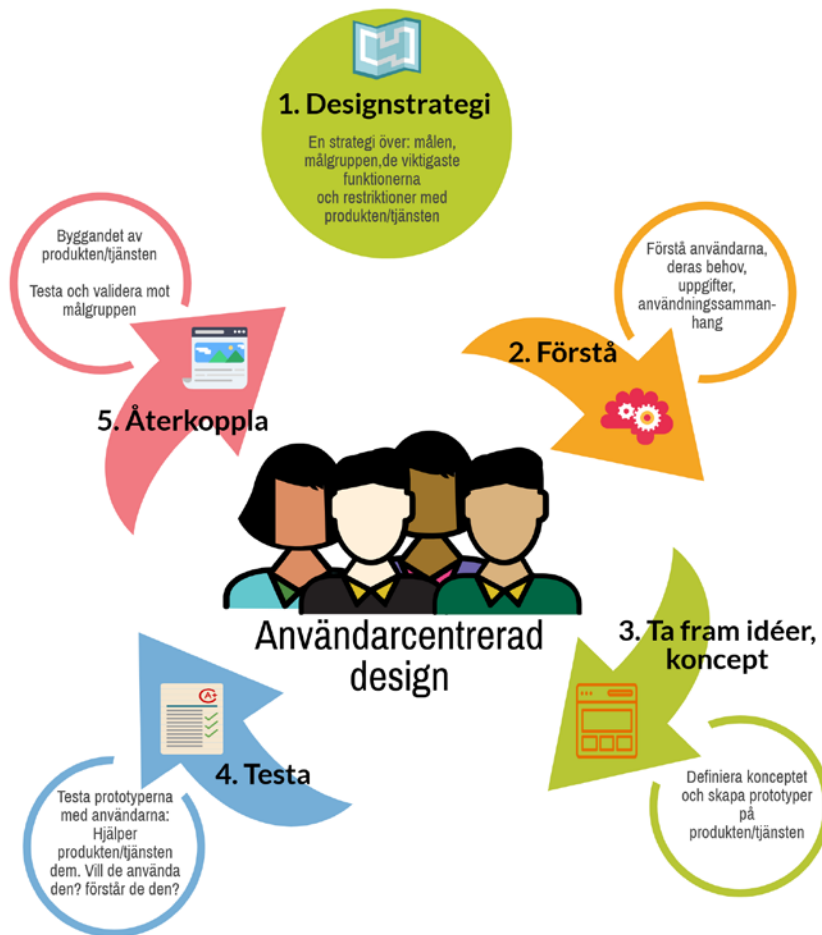 1. Designstrategi
En strategi över: målen,
målgruppen,de viktigaste
funktionerna
och restriktioner med
produkten/tjänsten
Förstå användarna,
deras behov,
uppgifter,
användningssamman-
hang
2. Förstå
3. Ta fram idéer,
koncept
Definiera konceptet
och skapa prototyper
på
produkten/tjänsten
4. Testa
A+
Testa prototyperna
med användarna:
Hjälper
produkten/tjänsten
dem. Vill de använda
den? förstår de den?
Byggandet av
produkten/tjänsten
Testa och validera mot
målgruppen
5. Återkoppla
Användarcentrerad
design